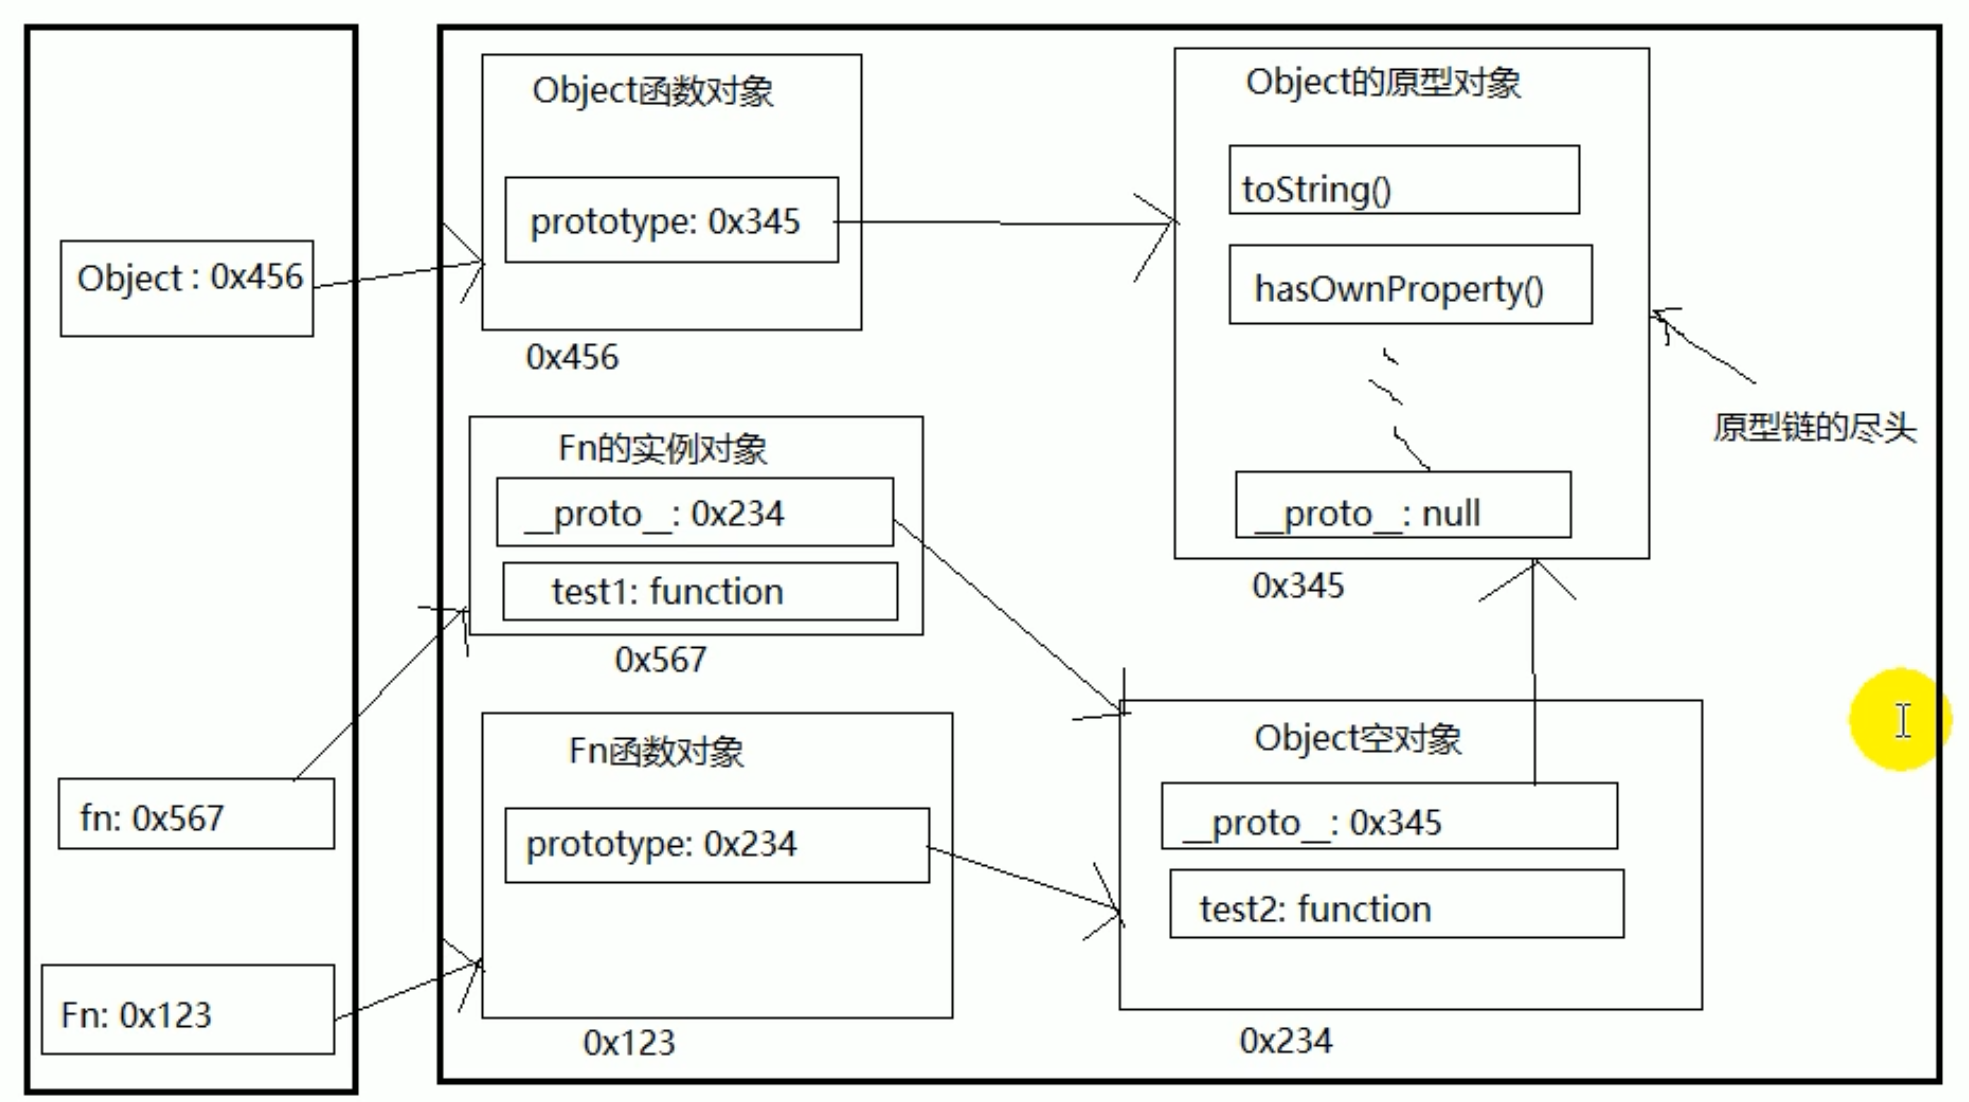 Object : 0x456
fn: 0x567
Fn: 0x123
Object函数对象
prototype: 0x345
0x456
Fn的实例对象
__proto__: 0x234
test1: function
0x567
Fn函数对象
prototype: 0x234
0x123
Object的原型对象
toString()
hasOwnProperty()
__proto__: null
0x345
原型链的尽头
Object空对象
__proto__: 0x345
test2: function
0x234